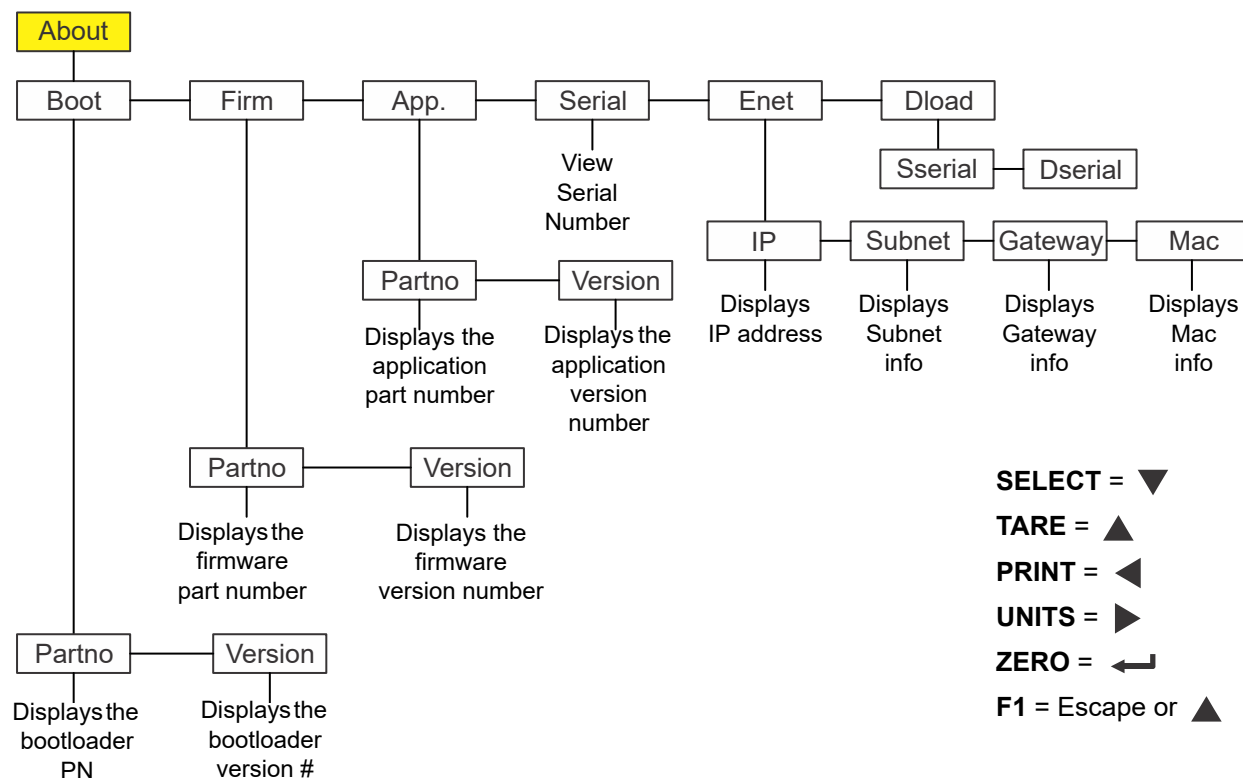 About
Boot
Firm
App.
Serial
Enet
Dload
View
Serial
Number
Sserial
Dserial
IP
Subnet
Gateway
Mac
Displays
IP address
Displays
Subnet
info
Displays
Gateway
info
Displays
Mac
info
Partno
Version
Displays the
application
part number
Displays the
application
version
number
Partno
Version
Displays the
firmware
part number
Displays the
firmware
version number
Partno
Version
Displays the
bootloader
PN
Displays the
bootloader
version #
SELECT = ▼
TARE = ▲
PRINT = ◀
UNITS = ▶
ZERO = ↵
F1 = Escape or ▲